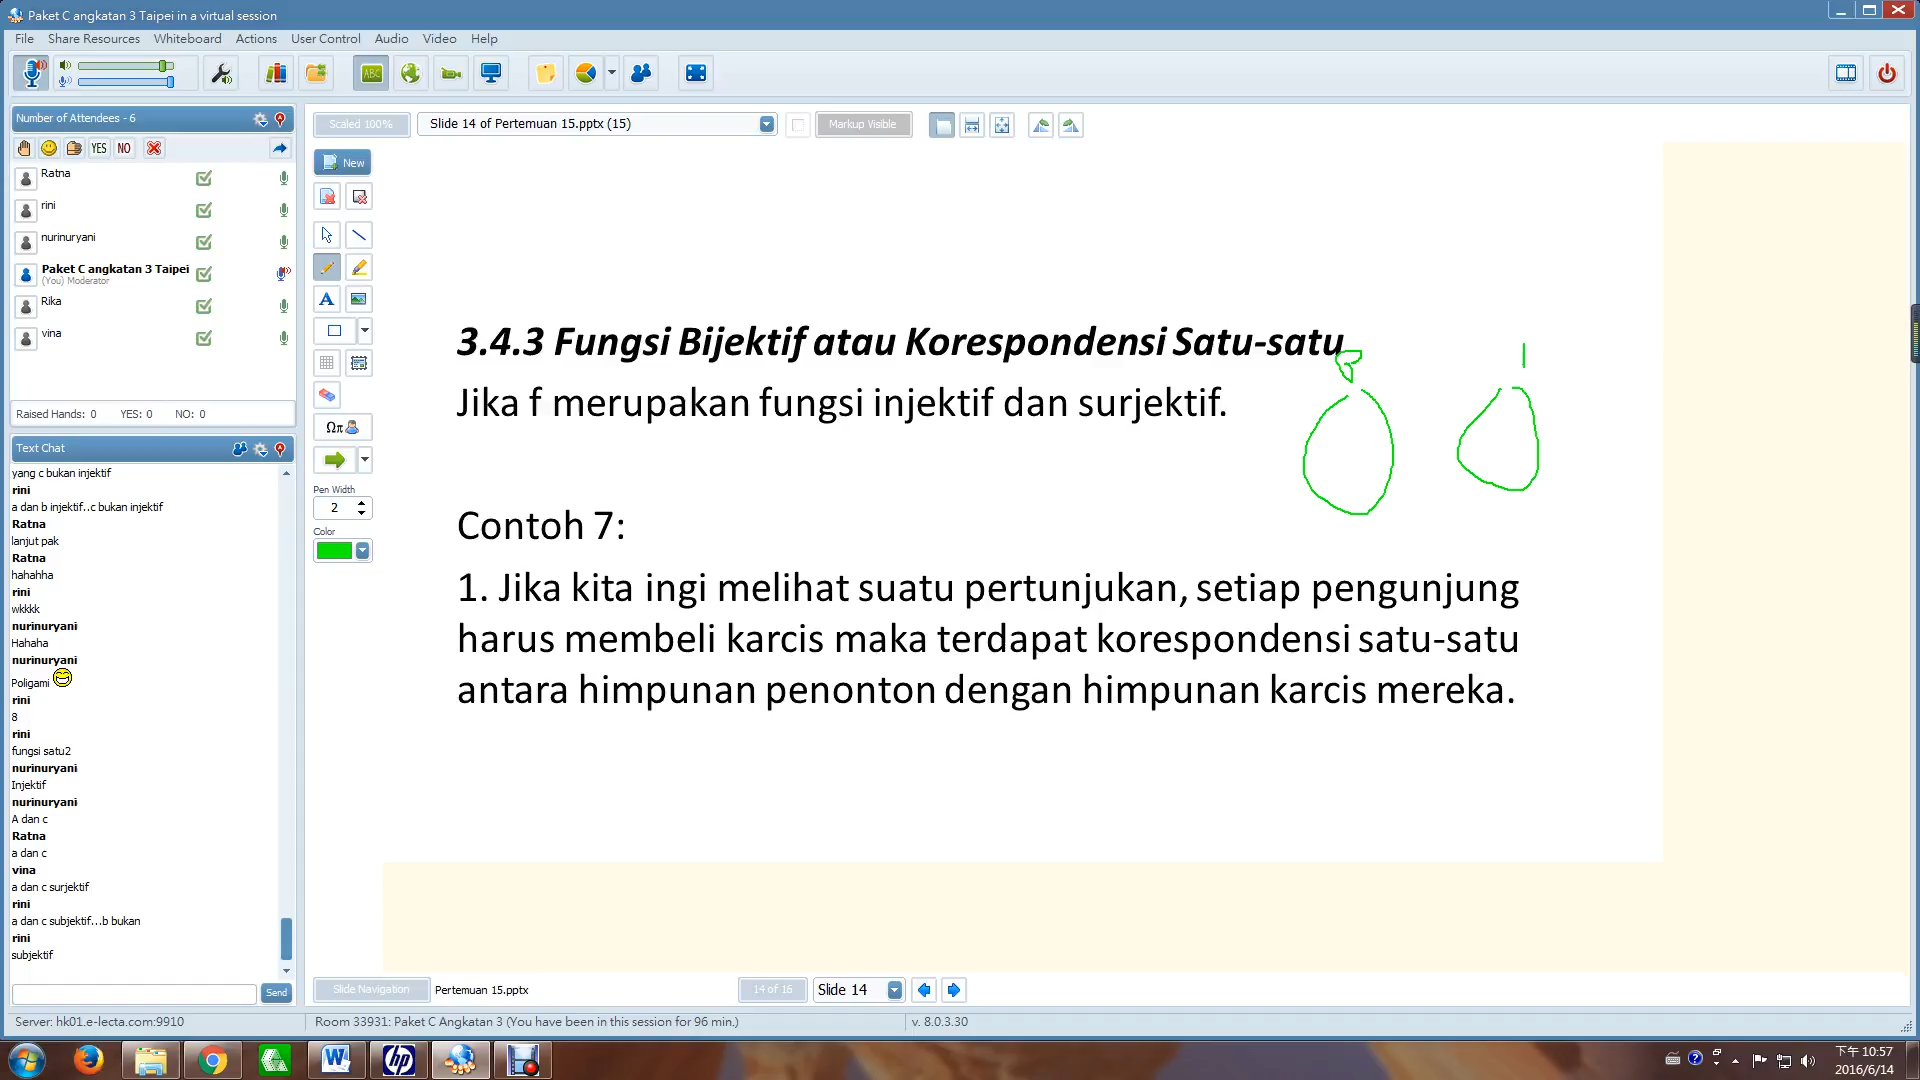 Paket C angkatan 3 Taipei in a virtual session
File Share Resources Whiteboard Actions User Control Audio Video Help
Number of Attendees - 6
Scaled 100%
Slide 14 of Pertemuan 15.pptx (15)
Markup Visible
YES NO
New
Ratna
rini
nurinuryani
Paket C angkatan 3 Taipei
(You) Moderator
Rika
vina
Raised Hands: 0 YES: 0 NO: 0
Text Chat
yang c bukan injektif
rini
a dan b injektif..c bukan injektif
Ratna
lanjut pak
Ratna
hahahha
rini
wkkkk
nurinuryani
Hahaha
nurinuryani
Poligami
rini
8
rini
fungsi satu2
nurinuryani
Injektif
nurinuryani
A dan c
Ratna
a dan c
vina
a dan c surjektif
rini
a dan c subjektif...b bukan
rini
subjektif
Send
ABC
A
Ωπ
Pen Width
2
Color
3.4.3 Fungsi Bijektif atau Korespondensi Satu-satu
Jika f merupakan fungsi injektif dan surjektif.
Contoh 7:
1. Jika kita ingi melihat suatu pertunjukan, setiap pengunjung
harus membeli karcis maka terdapat korespondensi satu-satu
antara himpunan penonton dengan himpunan karcis mereka.
Slide Navigation
Pertemuan 15.pptx
14 of 16
Slide 14
Server: hk01.e-lecta.com:9910
Room 33931: Paket C Angkatan 3 (You have been in this session for 96 min.)
v. 8.0.3.30
下午 10:57
2016/6/14